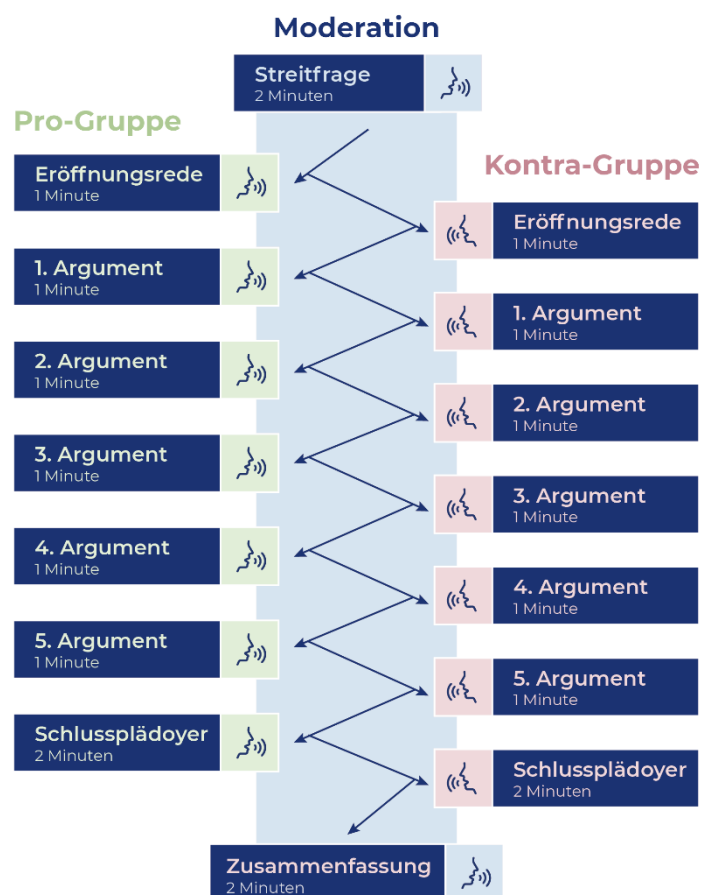 Moderation
Streitfrage
2 Minuten
Pro-Gruppe
Kontra-Gruppe
Eröffnungsrede
1 Minute
Eröffnungsrede
1 Minute
1. Argument
1 Minute
1. Argument
1 Minute
2. Argument
1 Minute
2. Argument
1 Minute
3. Argument
1 Minute
3. Argument
1 Minute
4. Argument
1 Minute
4. Argument
1 Minute
5. Argument
1 Minute
5. Argument
1 Minute
Schlussplädoyer
2 Minuten
Schlussplädoyer
2 Minuten
Zusammenfassung
2 Minuten